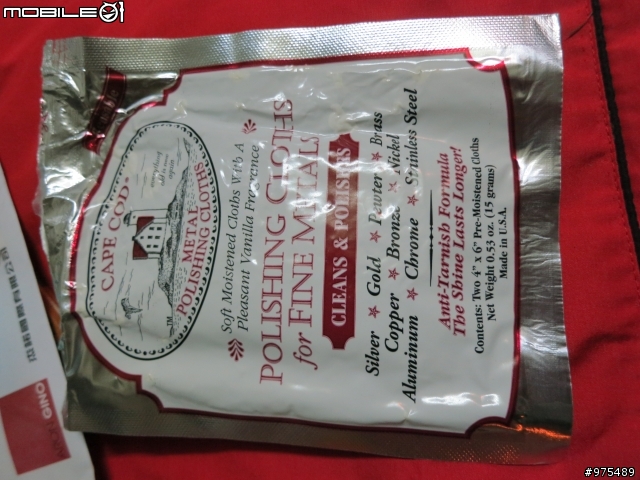 MOBILE01
CAPE COD®
METAL
POLISHING CLOTHS
Soft Moistened Cloths With A
Pleasant Vanilla Fragrance
POLISHING CLOTHS
for FINE METALS
CLEANS & POLISHES
Silver ★ Gold ★ Pewter ★ Brass
Copper ★ Bronze ★ Nickel
Aluminum ★ Chrome ★ Stainless Steel
Anti-Tarnish Formula
The Shine Lasts Longer!
Contents: Two 4" x 6" Pre-Moistened Cloths
Net Weight 0.53 oz. (15 grams)
Made in U.S.A.
GINO
#975489